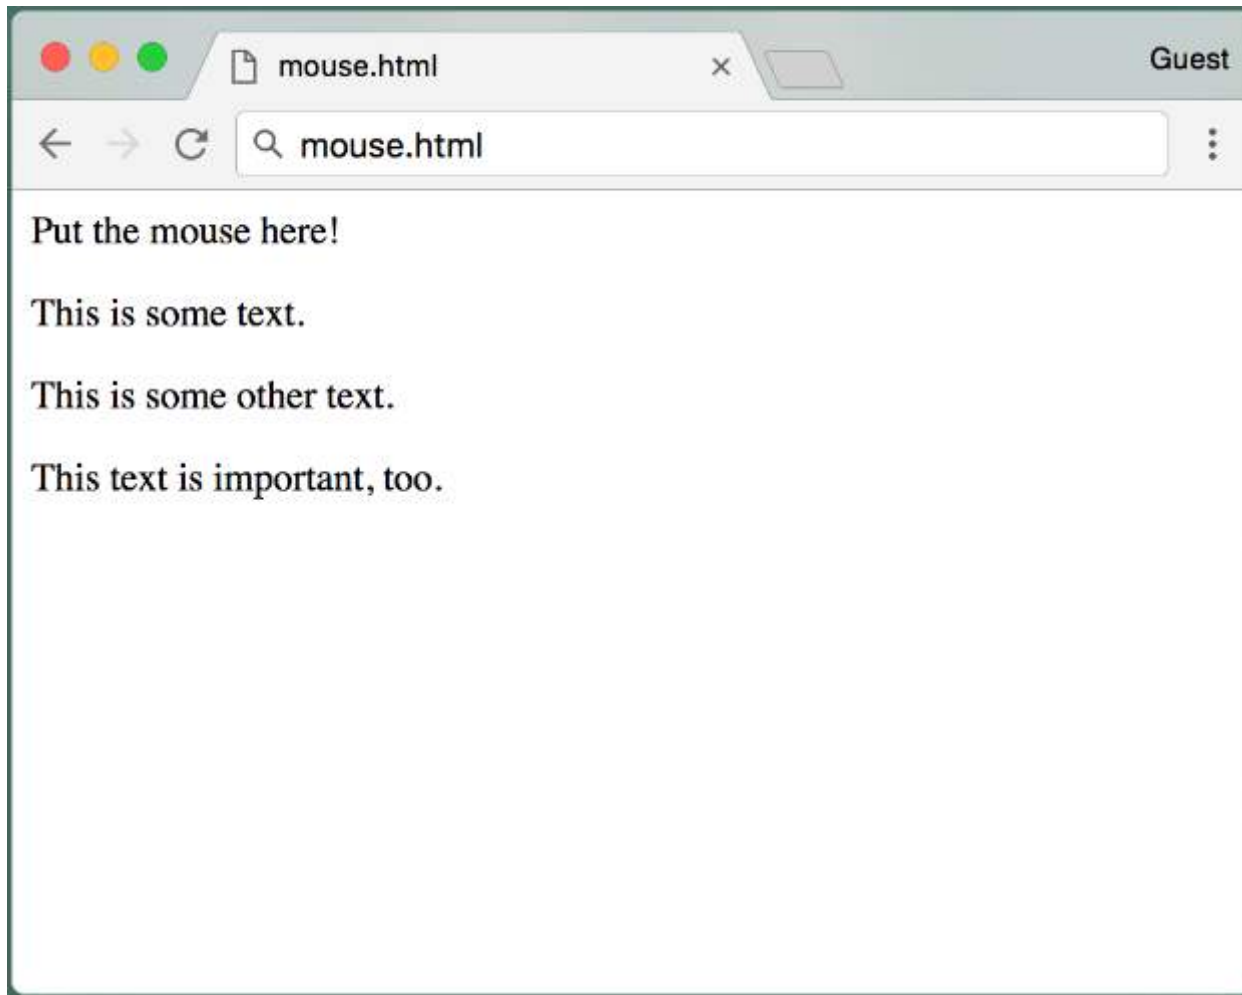 mouse.html
Guest
mouse.html
Put the mouse here!
This is some text.
This is some other text.
This text is important, too.